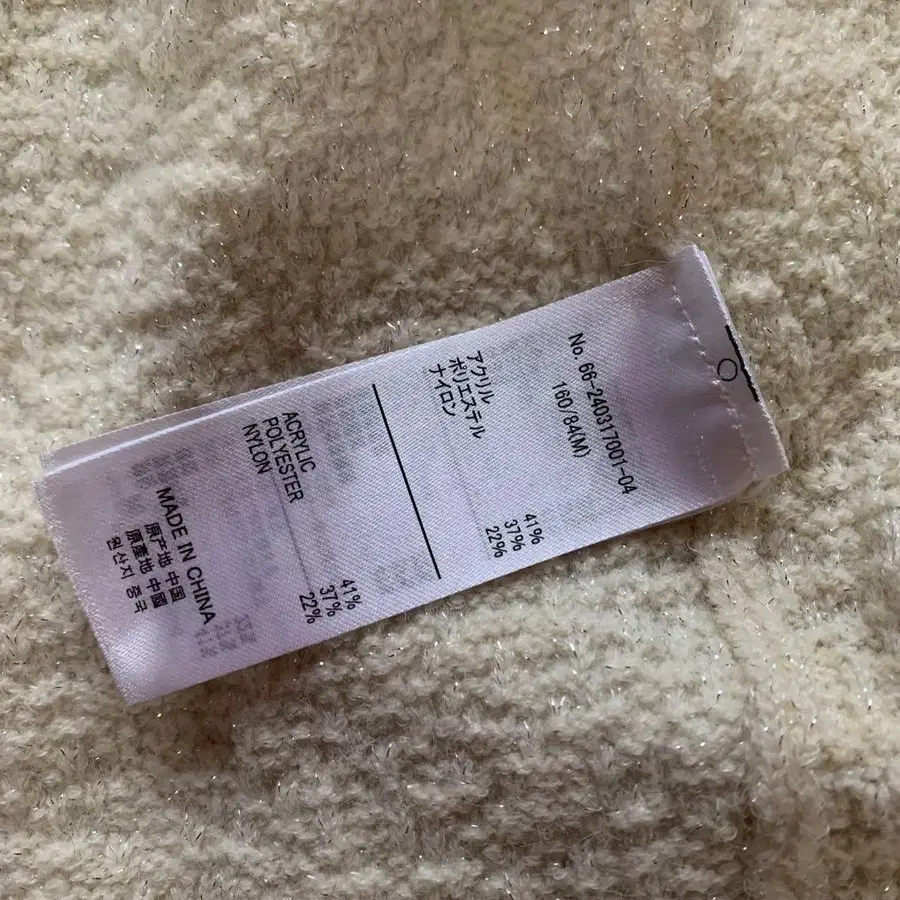 No. 66-240317001-04
160/84(M)
アクリル 41%
ポリエステル 37%
ナイロン 22%
ACRYLIC 41%
POLYESTER 37%
NYLON 22%
MADE IN CHINA
原产地 中国
原產地 中國
원산지 중국